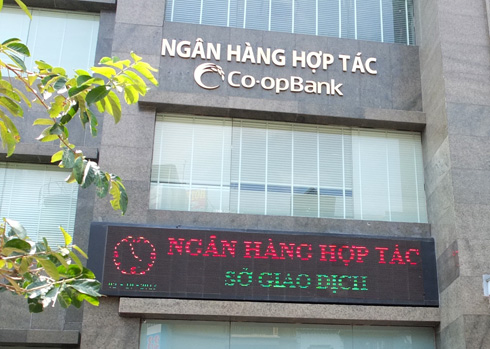 NGÂN HÀNG HỢP TÁC
Co-opBank
NGÂN HÀNG HỢP TÁC
SỞ GIAO DỊCH